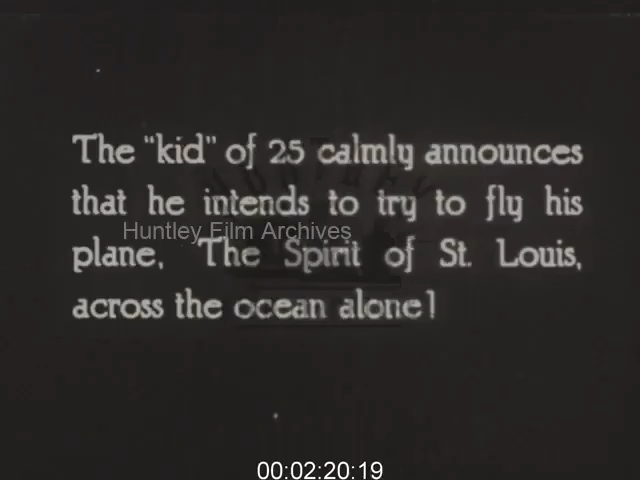 The "kid" of 25 calmly announces
that he intends to try to fly his
Huntley Film Archives
plane, The Spirit of St. Louis,
across the ocean alone!
00:02:20:19